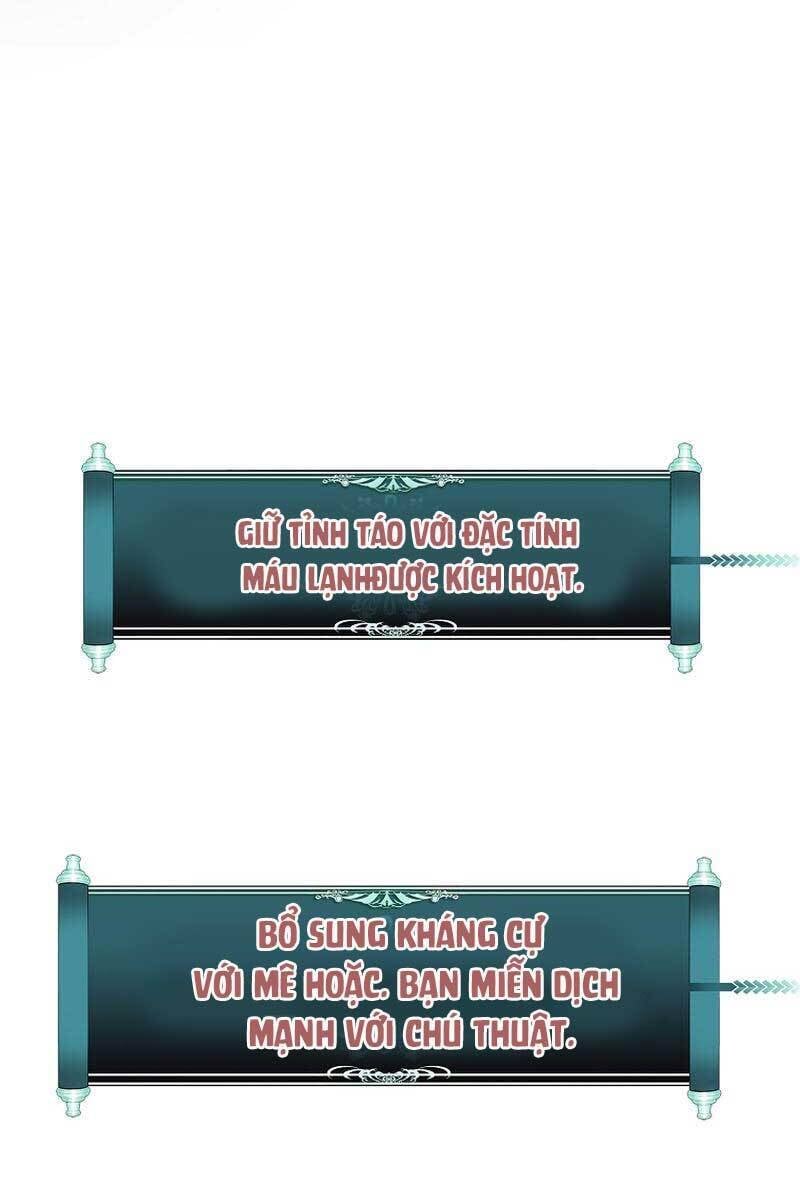 GIỮ TỈNH TÁO VỚI ĐẶC TÍNH
MÁU LẠNHĐƯỢC KÍCH HOẠT.
BỔ SUNG KHÁNG CỰ
VỚI MÊ HOẶC. BẠN MIỄN DỊCH
MẠNH VỚI CHÚ THUẬT.